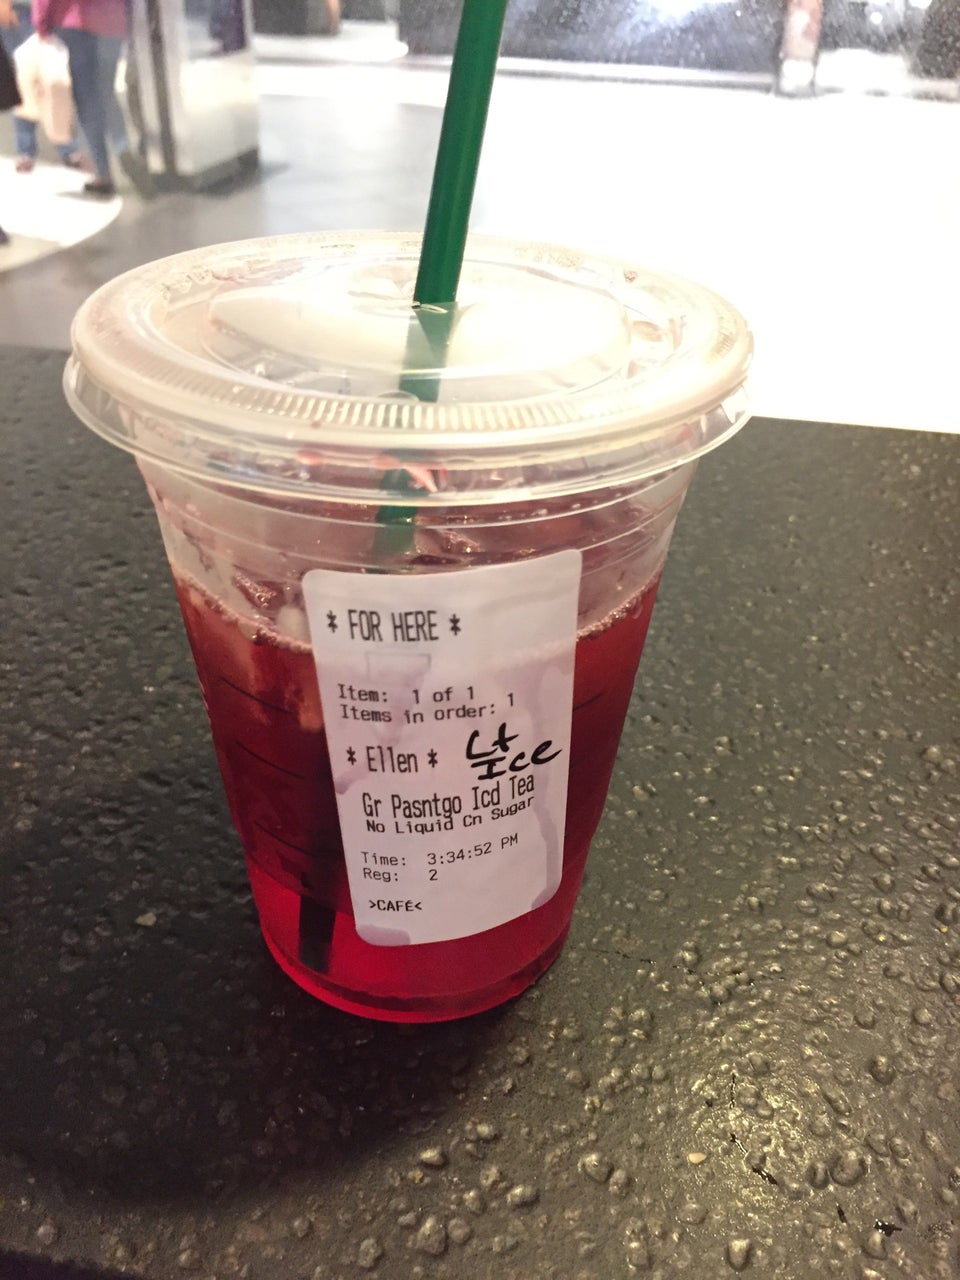 * FOR HERE *
Item: 1 of 1
Items in order: 1
* Ellen *
Lt
Ice
Gr Pasntgo Icd Tea
No Liquid Cn Sugar
Time: 3:34:52 PM
Reg: 2
>CAFÉ<